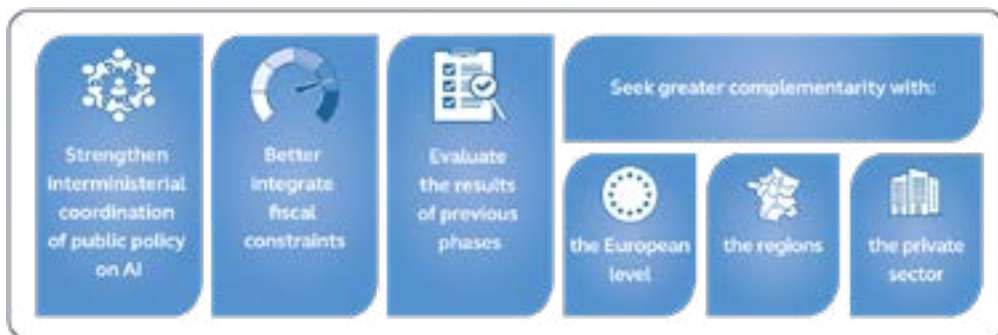 Strengthen
interministerial
coordination
of public policy
on AI
Better
integrate
fiscal
constraints
Evaluate
the results
of previous
phases
Seek greater complementarity with:
the European
level
the regions
the private
sector